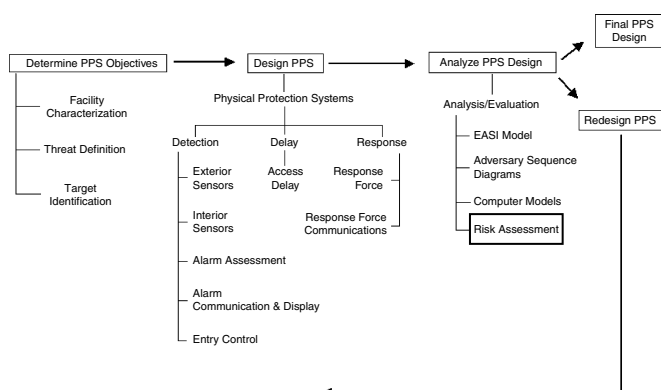 Final PPS
Design
Determine PPS Objectives
Design PPS
Analyze PPS Design
Redesign PPS
Facility
Characterization
Threat Definition
Target
Identification
Physical Protection Systems
Detection
Delay
Response
Exterior
Sensors
Interior
Sensors
Alarm Assessment
Alarm
Communication & Display
Entry Control
Access
Delay
Response
Force
Response Force
Communications
Analysis/Evaluation
EASI Model
Adversary Sequence
Diagrams
Computer Models
Risk Assessment